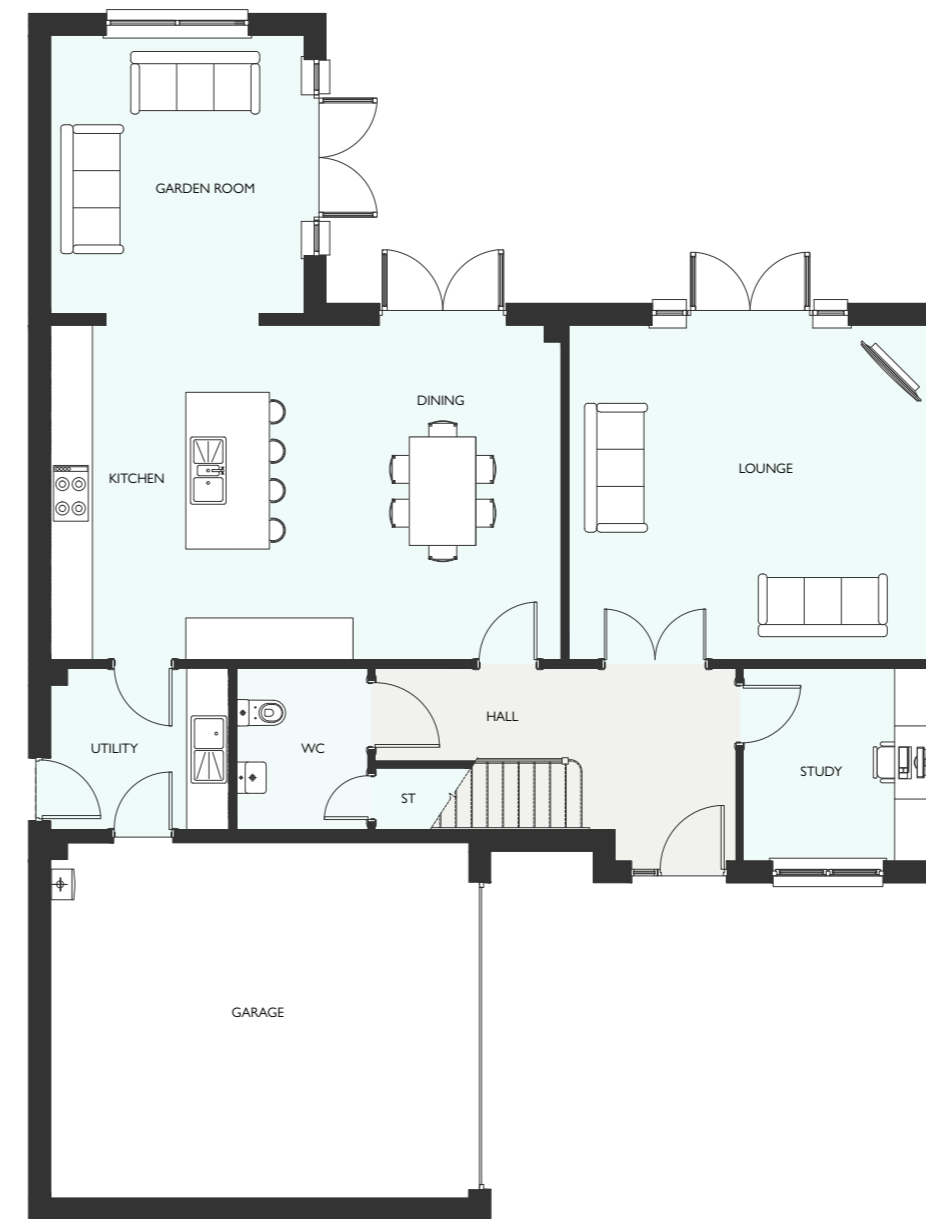 GARDEN ROOM
DINING
LOUNGE
KITCHEN
HALL
UTILITY
WC
STUDY
ST
GARAGE